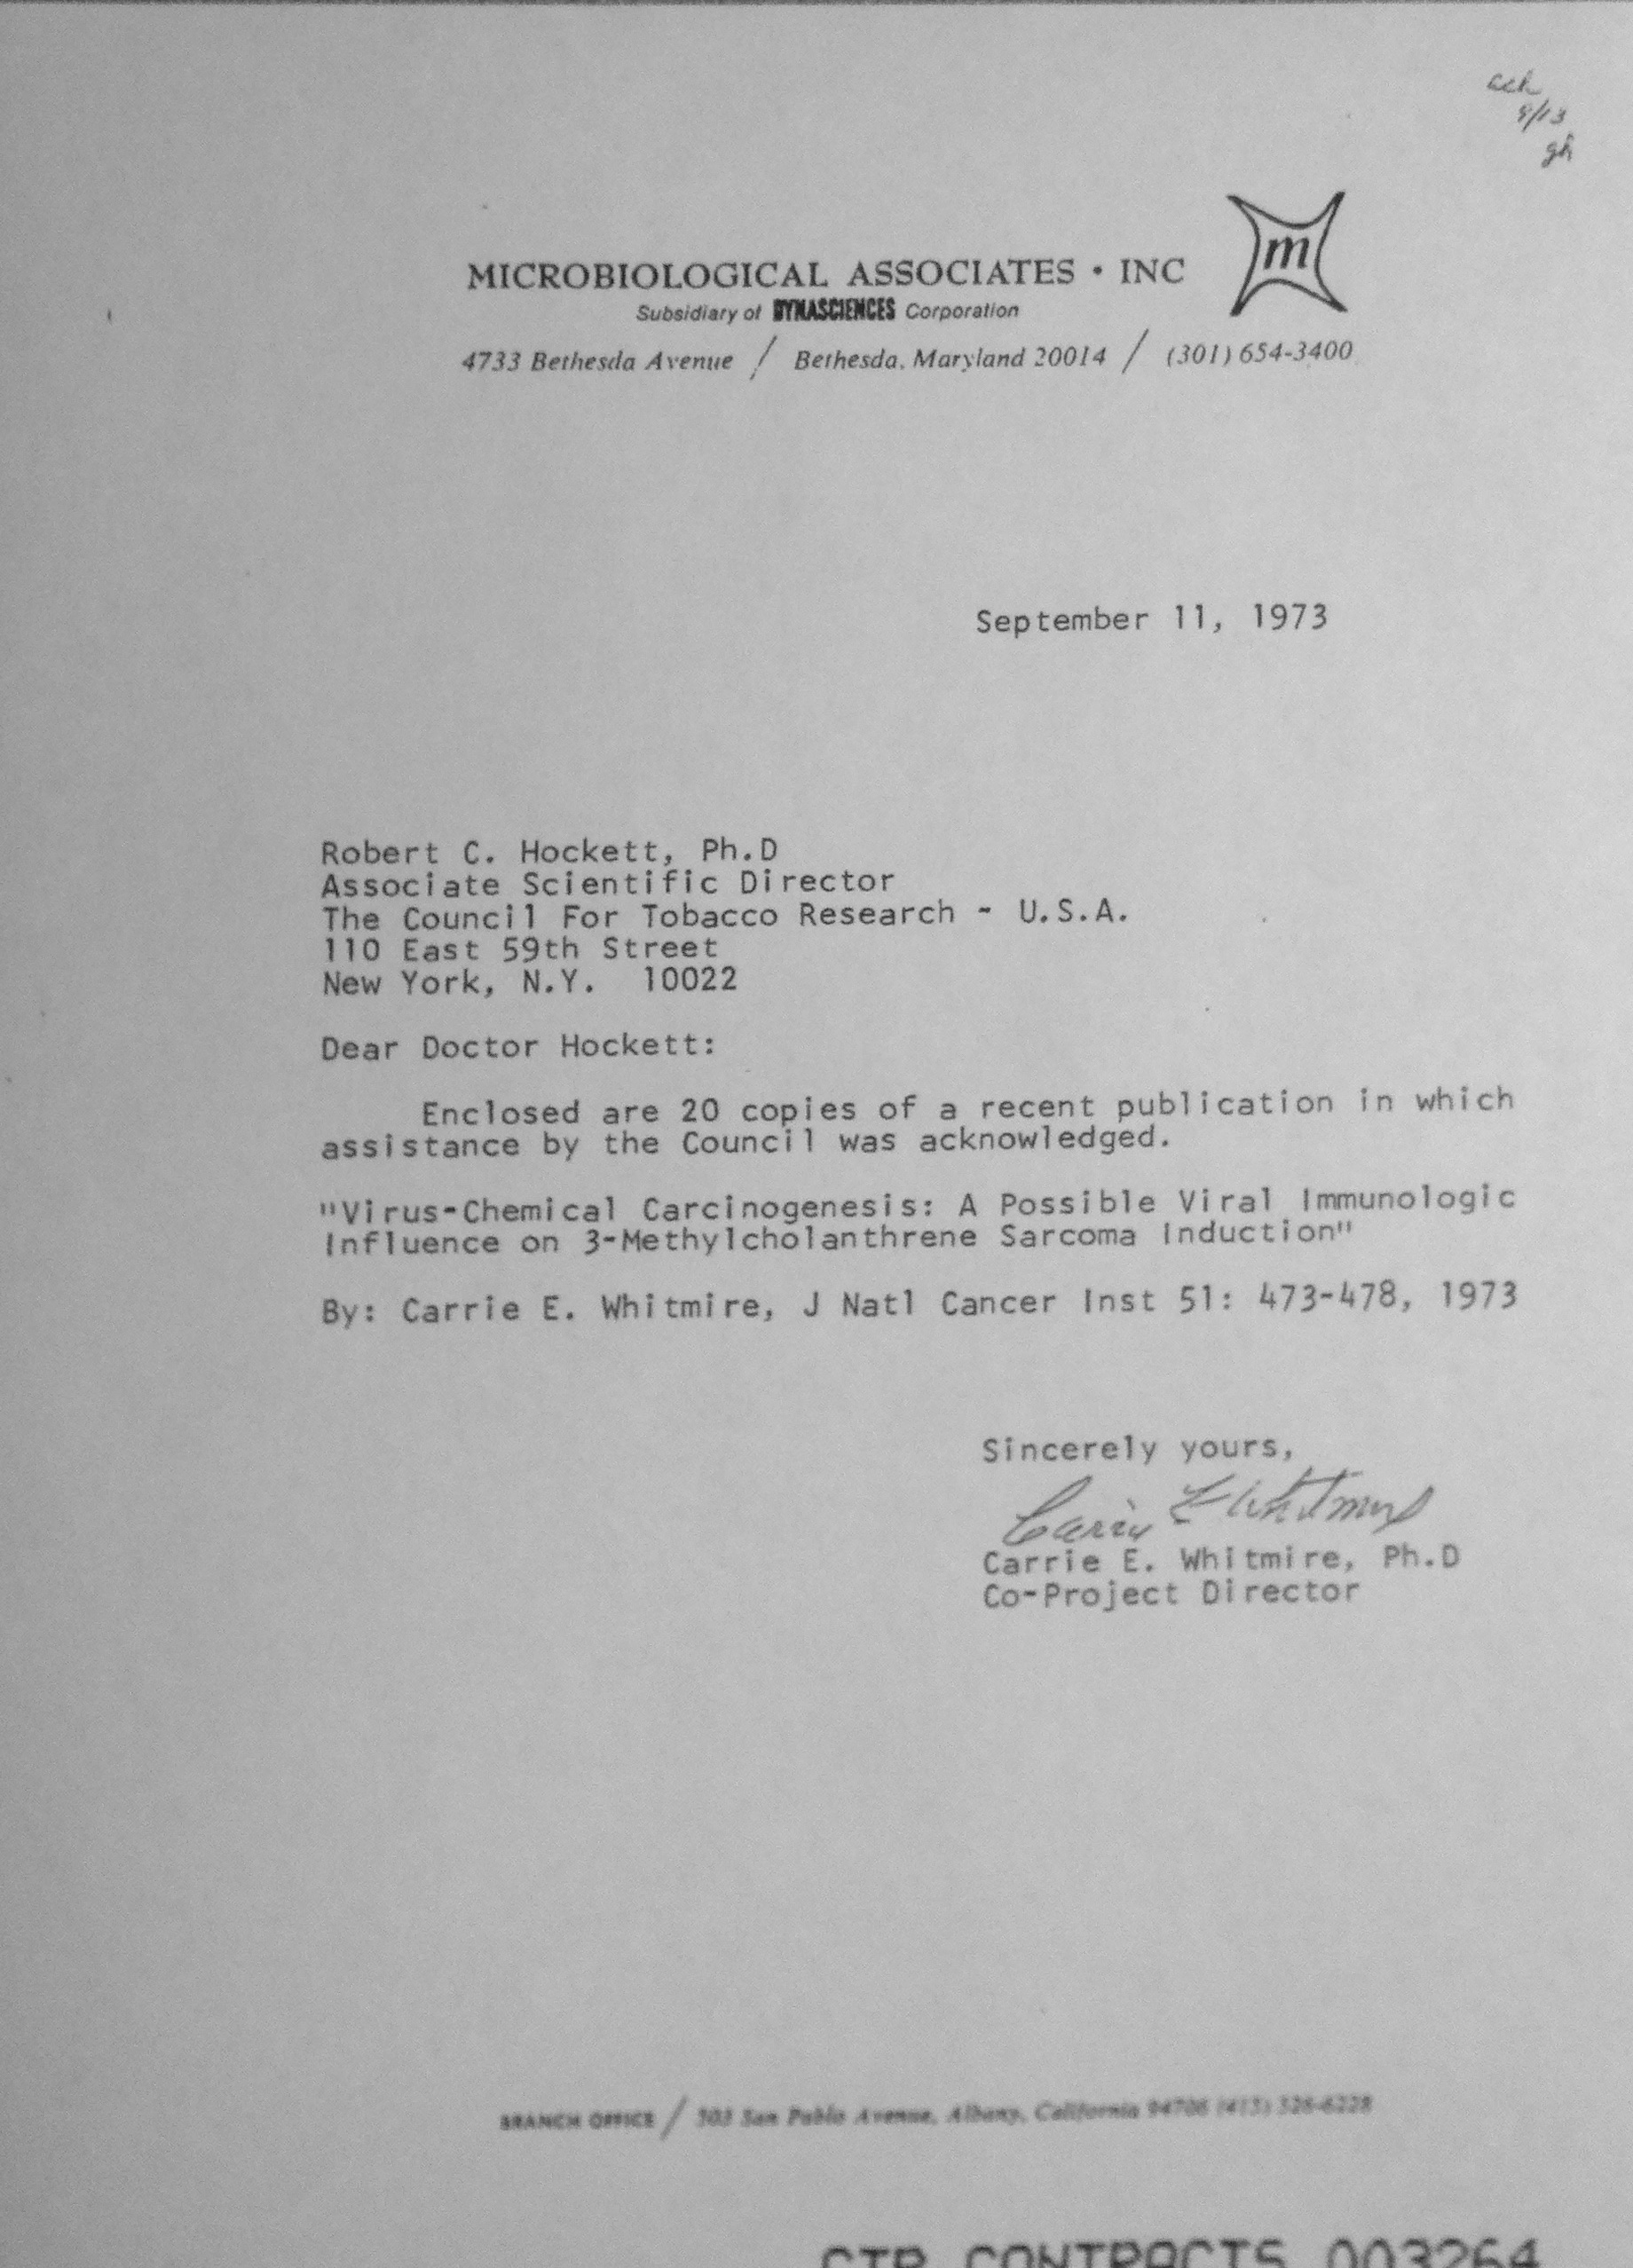 ack
9/13
gh
m
MICROBIOLOGICAL ASSOCIATES • INC
Subsidiary of DYNASCIENCES Corporation
4733 Bethesda Avenue / Bethesda, Maryland 20014 / (301) 654-3400
September 11, 1973
Robert C. Hockett, Ph.D
Associate Scientific Director
The Council For Tobacco Research - U.S.A.
110 East 59th Street
New York, N.Y. 10022
Dear Doctor Hockett:
Enclosed are 20 copies of a recent publication in which
assistance by the Council was acknowledged.
"Virus-Chemical Carcinogenesis: A Possible Viral Immunologic
Influence on 3-Methylcholanthrene Sarcoma Induction"
By: Carrie E. Whitmire, J Natl Cancer Inst 51: 473-478, 1973
Sincerely yours,
Carrie E Whitmire
Carrie E. Whitmire, Ph.D
Co-Project Director
BRANCH OFFICE / San Pablo Avenue, Albany, California 94706 (415)
CTR CONTRACTS 003264